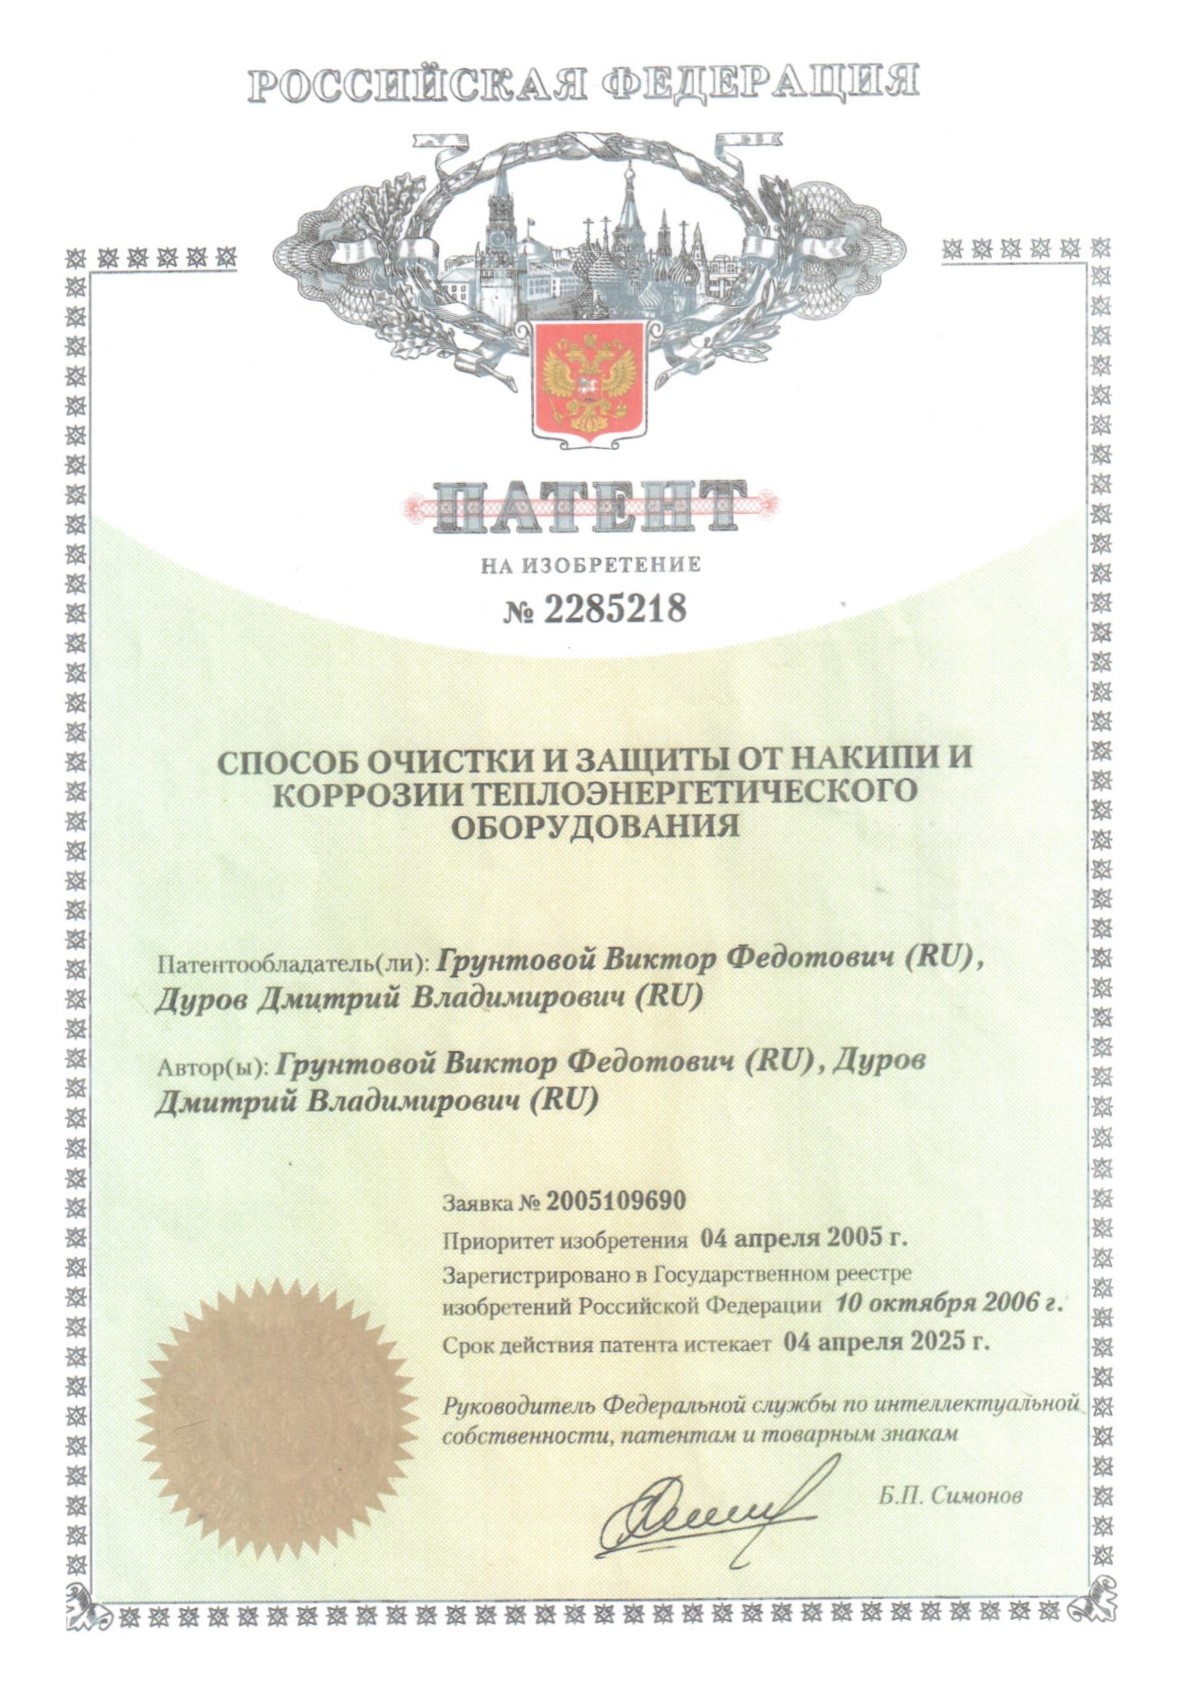 РОССИЙСКАЯ ФЕДЕРАЦИЯ
ПАТЕНТ
НА ИЗОБРЕТЕНИЕ
№ 2285218
СПОСОБ ОЧИСТКИ И ЗАЩИТЫ ОТ НАКИПИ И
КОРРОЗИИ ТЕПЛОЭНЕРГЕТИЧЕСКОГО
ОБОРУДОВАНИЯ
Патентообладатель(ли): Грунтовой Виктор Федотович (RU),
Дуров Дмитрий Владимирович (RU)
Автор(ы): Грунтовой Виктор Федотович (RU), Дуров
Дмитрий Владимирович (RU)
Заявка № 2005109690
Приоритет изобретения 04 апреля 2005 г.
Зарегистрировано в Государственном реестре
изобретений Российской Федерации 10 октября 2006 г.
Срок действия патента истекает 04 апреля 2025 г.
Руководитель Федеральной службы по интеллектуальной
собственности, патентам и товарным знакам
Б.П. Симонов